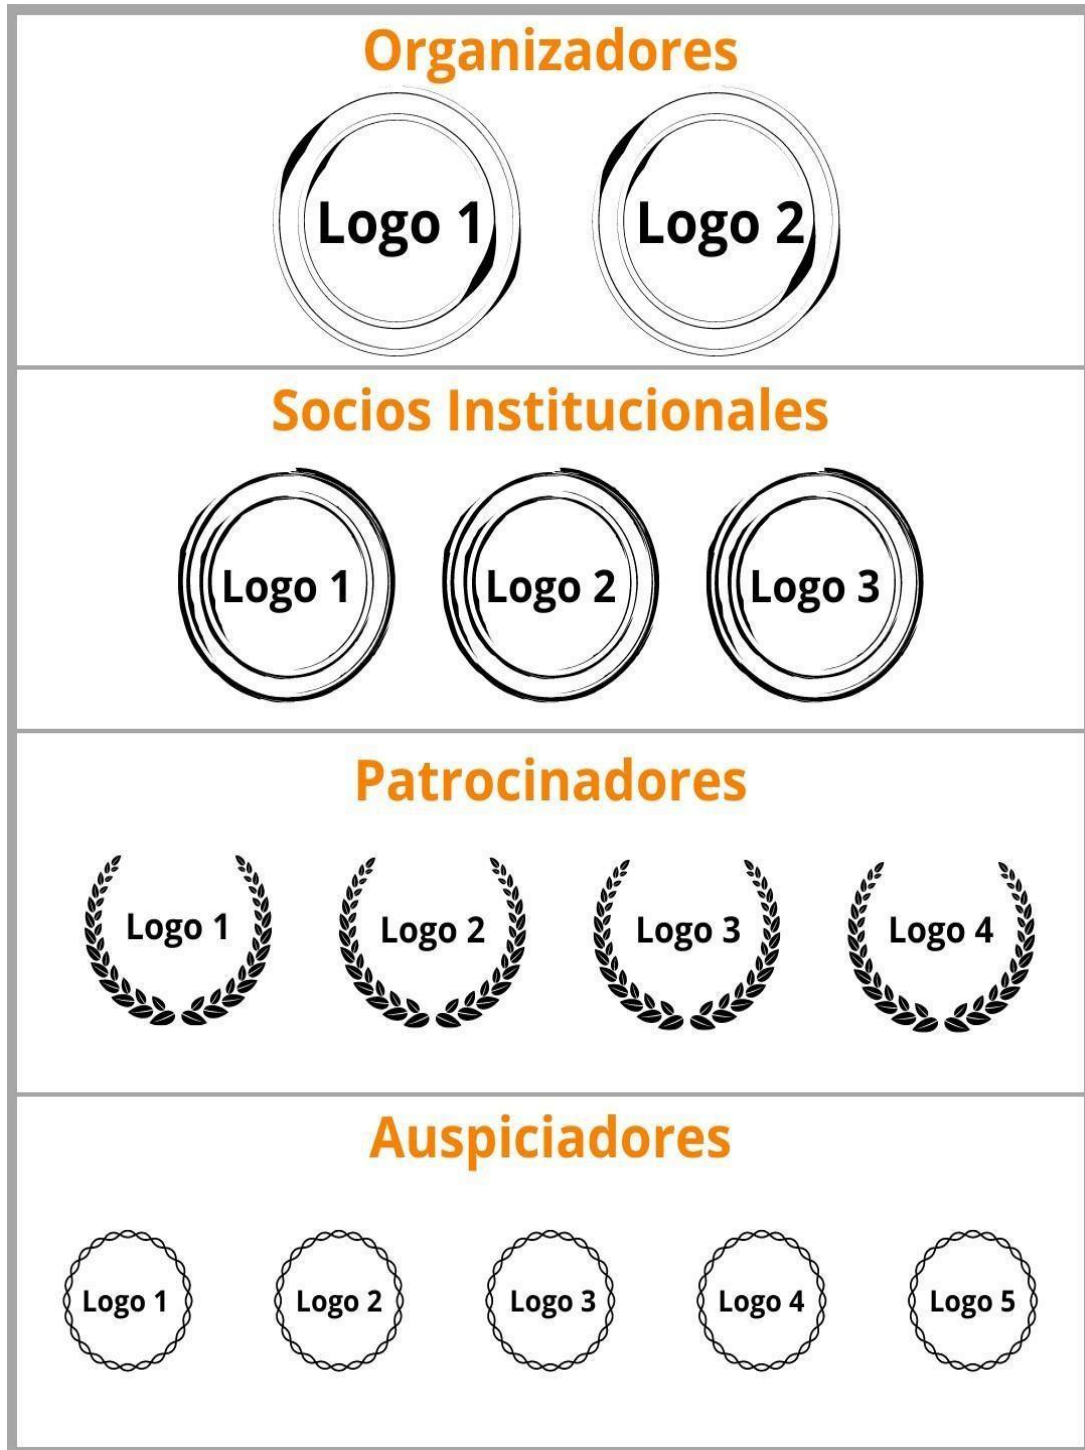 Organizadores
Logo 1 Logo 2
Socios Institucionales
Logo 1 Logo 2 Logo 3
Patrocinadores
Logo 1 Logo 2 Logo 3 Logo 4
Auspiciadores
Logo 1 Logo 2 Logo 3 Logo 4 Logo 5